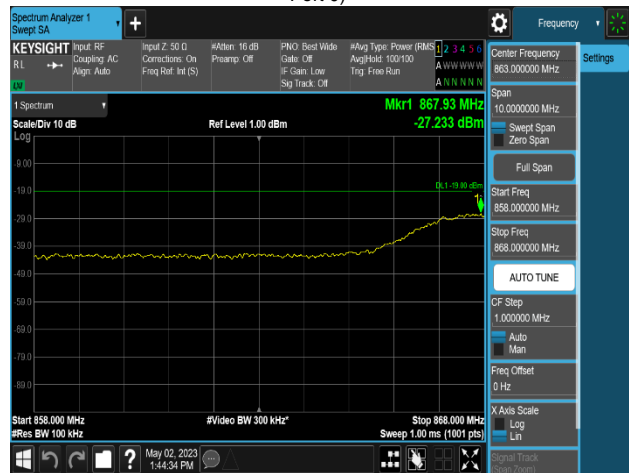 Port 3)
Spectrum Analyzer 1
Swept SA
Frequency
KEYSIGHT
RL
Input: RF
Coupling: AC
Align: Auto
Input Z: 50 Ω
Corrections: On
Freq Ref: Int (S)
#Atten: 16 dB
Preamp: Off
PNO: Best Wide
Gate: Off
IF Gain: Low
Sig Track: Off
#Avg Type: Power (RMS
Avg|Hold: 100/100
Trig: Free Run
1 2 3 4 5 6
A W W W W W
A N N N N N
LW
1 Spectrum
Scale/Div 10 dB
Log
Ref Level 1.00 dBm
Mkr1 867.93 MHz
-27.233 dBm
DL1 -19.00 dBm
1
-9.00
-19.0
-29.0
-39.0
-49.0
-59.0
-69.0
-79.0
-89.0
Start 858.000 MHz
#Res BW 100 kHz
#Video BW 300 kHz*
Stop 868.000 MHz
Sweep 1.00 ms (1001 pts)
Center Frequency
863.000000 MHz
Settings
Span
10.0000000 MHz
Swept Span
Zero Span
Full Span
Start Freq
858.000000 MHz
Stop Freq
868.000000 MHz
AUTO TUNE
CF Step
1.000000 MHz
Auto
Man
Freq Offset
0 Hz
X Axis Scale
Log
Lin
Signal Track
(Span Zoom)
May 02, 2023
1:44:34 PM